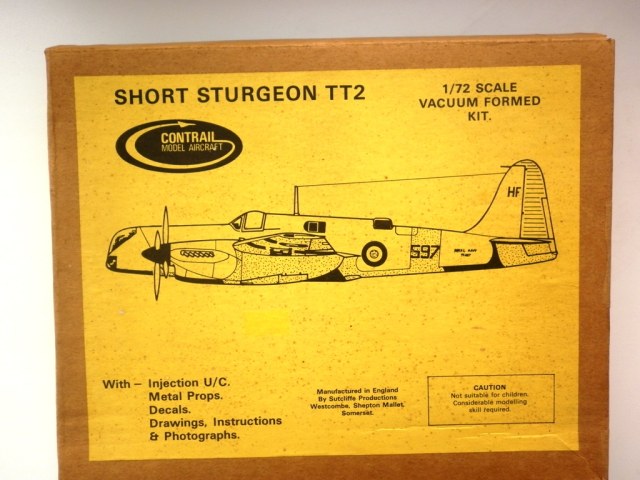 SHORT STURGEON TT2
1/72 SCALE
VACUUM FORMED
KIT.
CONTRAIL
MODEL AIRCRAFT
HF
597
ROYAL NAVY
With — Injection U/C.
Metal Props.
Decals.
Drawings, Instructions
& Photographs.
Manufactured in England
By Sutcliffe Productions
Westcombe, Shepton Mallet,
Somerset.
CAUTION
Not suitable for children.
Considerable modelling
skill required.